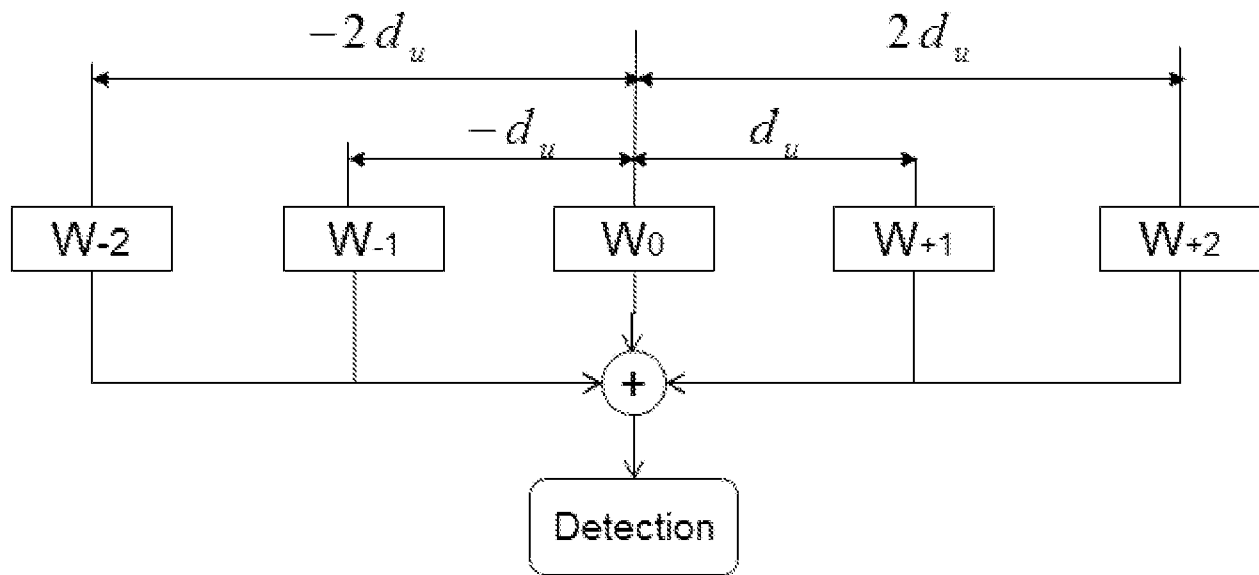 −2 d_u 2 d_u
−d_u d_u
W-2 W-1 W0 W+1 W+2
+
Detection